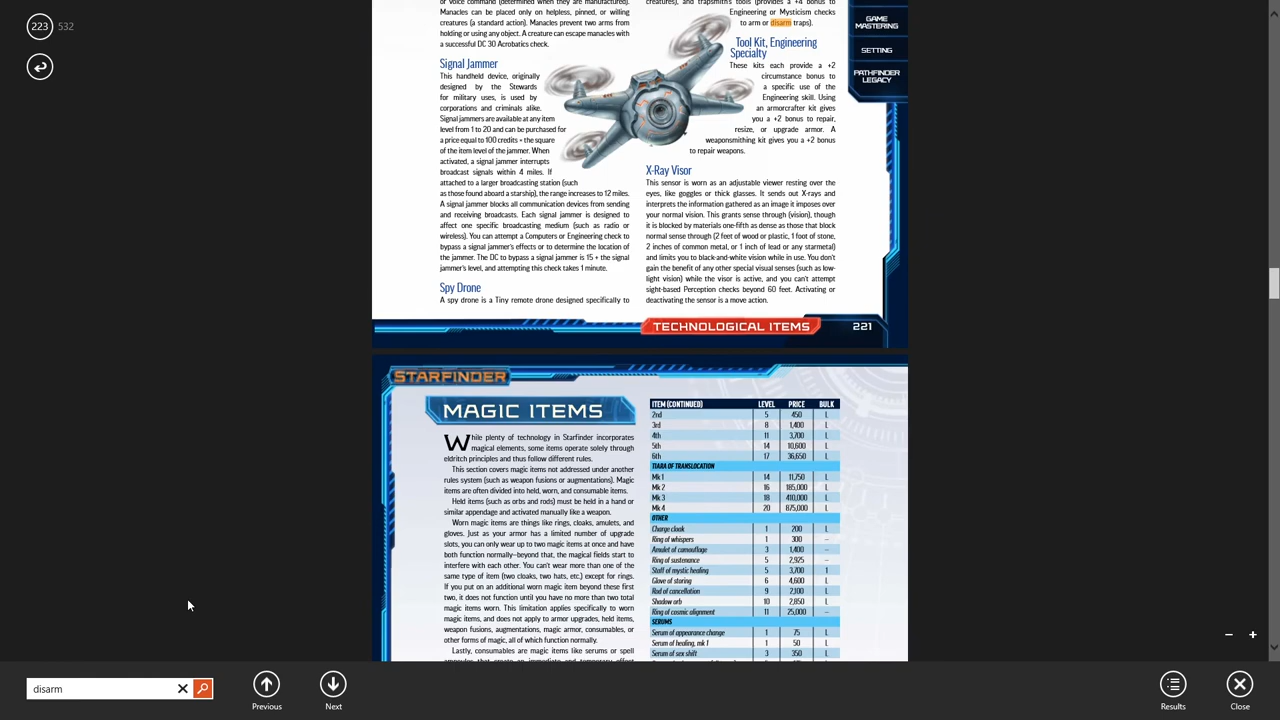 223 532
or voice command (determined when they are manufactured).
Manacles can be placed only on helpless, pinned, or willing
creatures (a standard action). Manacles prevent two arms from
holding or using any object. A creature can escape manacles with
a successful DC 30 Acrobatics check.
Signal Jammer
This handheld device, originally
designed by the Stewards
for military uses, is used by
corporations and criminals alike.
Signal jammers are available at any item
level from 1 to 20 and can be purchased for
a price equal to 100 credits × the square
of the item level of the jammer. When
activated, a signal jammer interrupts
broadcast signals within 4 miles. If
attached to a larger broadcasting station (such
as those found aboard a starship), the range increases to 12 miles.
A signal jammer blocks all communication devices from sending
and receiving broadcasts. Each signal jammer is designed to
affect one specific broadcasting medium (such as radio or
wireless). You can attempt a Computers or Engineering check to
bypass a signal jammer's effects or to determine the location of
the jammer. The DC to bypass a signal jammer is 15 + the signal
jammer's level, and attempting this check takes 1 minute.
Spy Drone
A spy drone is a Tiny remote drone designed specifically to
creatures), and trapsmith's tools (provides a +4 bonus to
Engineering or Mysticism checks
to arm or disarm traps).
Tool Kit, Engineering
Specialty
These kits each provide a +2
circumstance bonus to
a specific use of the
Engineering skill. Using
an armorcrafter kit gives
you a +2 bonus to repair,
resize, or upgrade armor. A
weaponsmithing kit gives you a +2 bonus
to repair weapons.
X-Ray Visor
This sensor is worn as an adjustable viewer resting over the
eyes, like goggles or thick glasses. It sends out X-rays and
interprets the information gathered as an image it imposes over
your normal vision. This grants sense through (vision), though
it is blocked by materials one-fifth as dense as those that block
normal sense through (2 feet of wood or plastic, 1 foot of stone,
2 inches of common metal, or 1 inch of lead or any starmetal)
and limits you to black-and-white vision while in use. You don't
gain the benefit of any other special visual senses (such as low-
light vision) while the visor is active, and you can't attempt
sight-based Perception checks beyond 60 feet. Activating or
deactivating the sensor is a move action.
GAME
MASTERING
SETTING
PATHFINDER
LEGACY
TECHNOLOGICAL ITEMS 221
STARFINDER
MAGIC ITEMS
While plenty of technology in Starfinder incorporates
magical elements, some items operate solely through
eldritch principles and thus follow different rules.
This section covers magic items not addressed under another
rules system (such as weapon fusions or augmentations). Magic
items are often divided into held, worn, and consumable items.
Held items (such as orbs and rods) must be held in a hand or
similar appendage and activated manually like a weapon.
Worn magic items are things like rings, cloaks, amulets, and
gloves. Just as your armor has a limited number of upgrade
slots, you can only wear up to two magic items at once and have
both function normally—beyond that, the magical fields start to
interfere with each other. You can't wear more than one of the
same type of item (two cloaks, two hats, etc.) except for rings.
If you put on an additional worn magic item beyond these first
two, it does not function until you have no more than two total
magic items worn. This limitation applies specifically to worn
magic items, and does not apply to armor upgrades, held items,
weapon fusions, augmentations, magic armor, consumables, or
other forms of magic, all of which function normally.
Lastly, consumables are magic items like serums or spell
ITEM (CONTINUED) LEVEL PRICE BULK
2nd 5 450 L
3rd 8 1,400 L
4th 11 3,700 L
5th 14 10,600 L
6th 17 36,650 L
TIARA OF TRANSLOCATION
Mk 1 14 11,750 L
Mk 2 16 185,000 L
Mk 3 18 410,000 L
Mk 4 20 875,000 L
OTHER
Charge cloak 1 200 L
Ring of whispers 1 300 —
Amulet of camouflage 3 1,400 —
Ring of sustenance 5 2,925 —
Staff of mystic healing 5 3,700 1
Glove of storing 6 4,600 L
Rod of cancellation 9 2,100 L
Shadow orb 10 2,850 L
Ring of cosmic alignment 11 25,000 —
SERUMS
Serum of appearance change 1 75 L
Serum of healing, mk 1 1 50 L
Serum of sex shift 3 350 L
disarm
Previous
Next
Results
Close